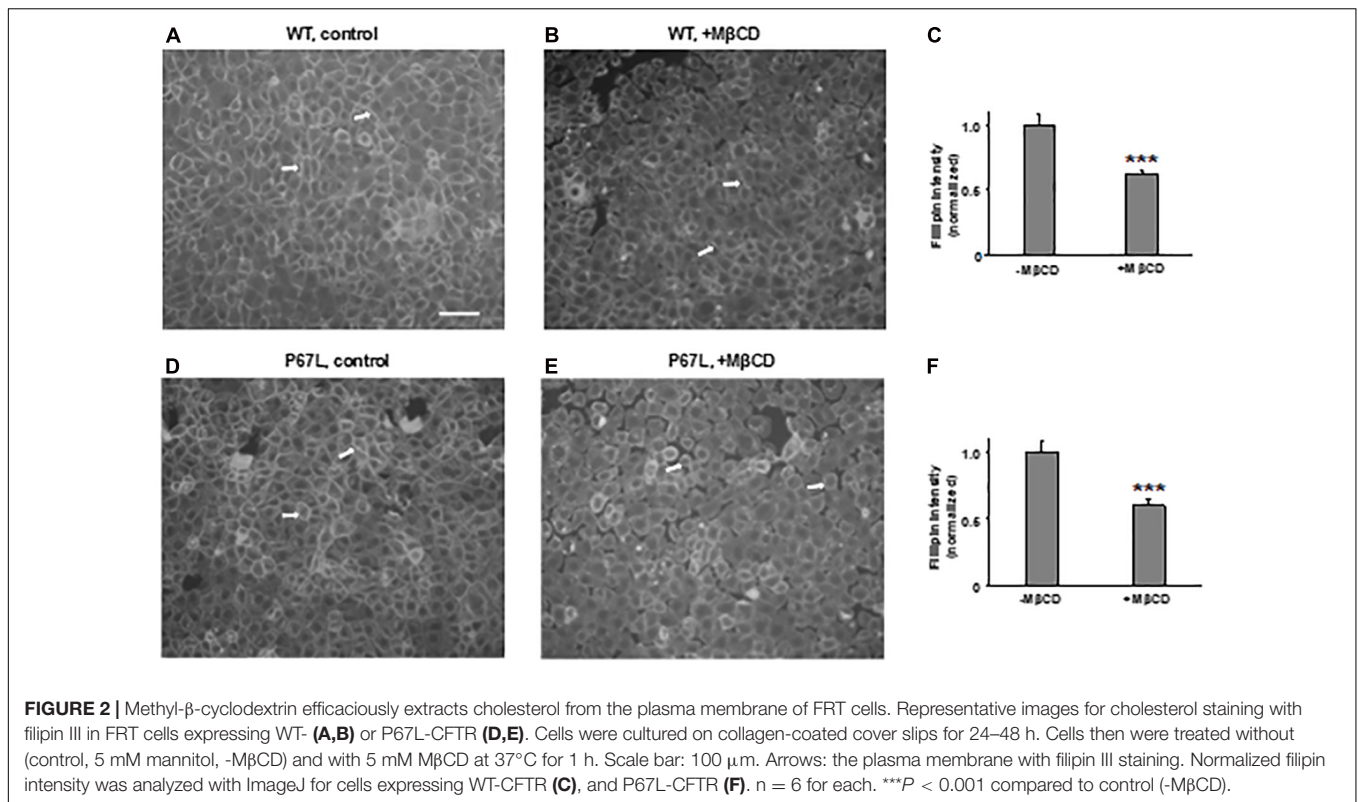 A
WT, control
B
WT, +MβCD
C
Filipin Intensity
(normalized)
1.0
0.5
0
***
-MβCD
+MβCD
D
P67L, control
E
P67L, +MβCD
F
Filipin Intensity
(normalized)
1.0
0.5
0
***
-MβCD
+MβCD
FIGURE 2 | Methyl-β-cyclodextrin efficaciously extracts cholesterol from the plasma membrane of FRT cells. Representative images for cholesterol staining with
filipin III in FRT cells expressing WT- (A,B) or P67L-CFTR (D,E). Cells were cultured on collagen-coated cover slips for 24–48 h. Cells then were treated without
(control, 5 mM mannitol, -MβCD) and with 5 mM MβCD at 37°C for 1 h. Scale bar: 100 μm. Arrows: the plasma membrane with filipin III staining. Normalized filipin
intensity was analyzed with ImageJ for cells expressing WT-CFTR (C), and P67L-CFTR (F). n = 6 for each. ***P < 0.001 compared to control (-MβCD).